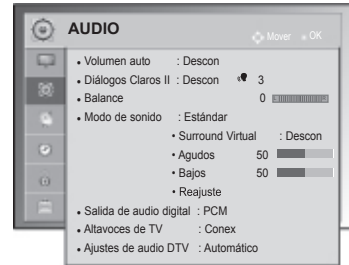 AUDIO
Mover OK
• Volumen auto : Descon
• Diálogos Claros II : Descon 3
• Balance 0
• Modo de sonido : Estándar
• Surround Virtual : Descon
• Agudos 50
• Bajos 50
• Reajuste
• Salida de audio digital : PCM
• Altavoces de TV : Conex
• Ajustes de audio DTV : Automático